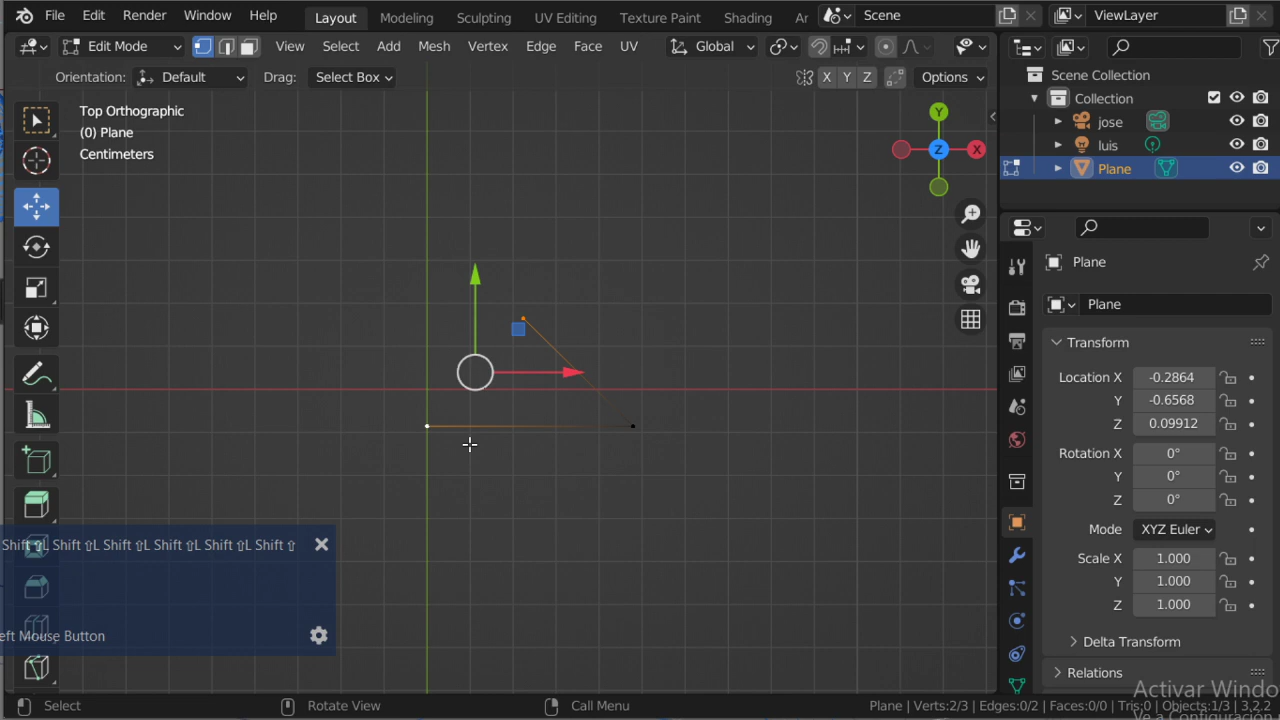 File Edit Render Window Help Layout Modeling Sculpting UV Editing Texture Paint Shading Ar Scene ViewLayer
Edit Mode View Select Add Mesh Vertex Edge Face UV Global
Orientation: Default Drag: Select Box X Y Z Options
Top Orthographic
(0) Plane
Centimeters
Y
X
Z
Scene Collection
Collection
jose
luis
Plane
Plane
Plane
Transform
Location X -0.2864
Y -0.6568
Z 0.09912
Rotation X 0°
Y 0°
Z 0°
Mode XYZ Euler
Scale X 1.000
Y 1.000
Z 1.000
Delta Transform
Relations
Shift ⇧L Shift ⇧L Shift ⇧L Shift ⇧L Shift ⇧L Shift ⇧
eft Mouse Button
Activar Windo
Select Rotate View Call Menu Plane | Verts:2/3 | Edges:0/2 | Faces:0/0 | Tris:0 | Objects:1/3 | 3.2.2